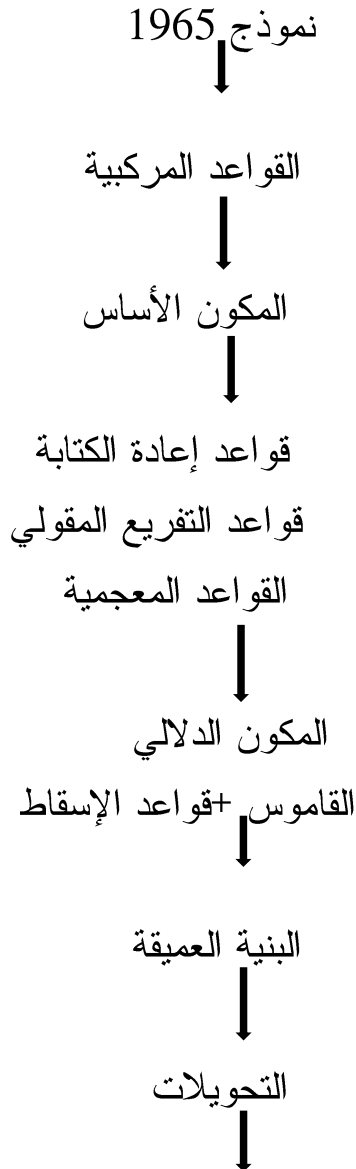 نموذج 1965
القواعد المركبية
المكون الأساس
قواعد إعادة الكتابة
قواعد التفريع المقولي
القواعد المعجمية
المكون الدلالي
القاموس +قواعد الإسقاط
البنية العميقة
التحويلات